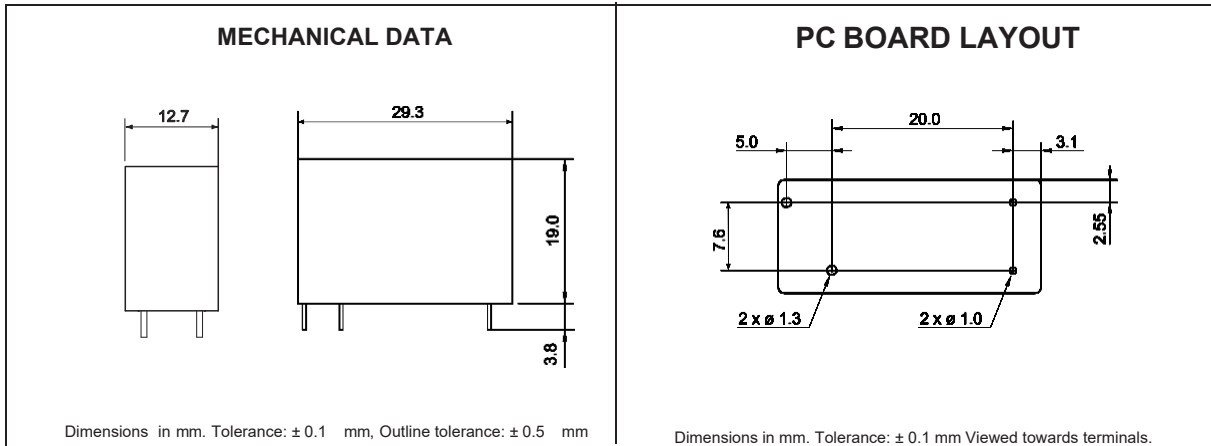 MECHANICAL DATA
12.7
29.3
19.0
3.8
Dimensions in mm. Tolerance: ± 0.1 mm, Outline tolerance: ± 0.5 mm
PC BOARD LAYOUT
20.0
5.0
3.1
7.6
2.55
2 x ø 1.3
2 x ø 1.0
Dimensions in mm. Tolerance: ± 0.1 mm Viewed towards terminals.